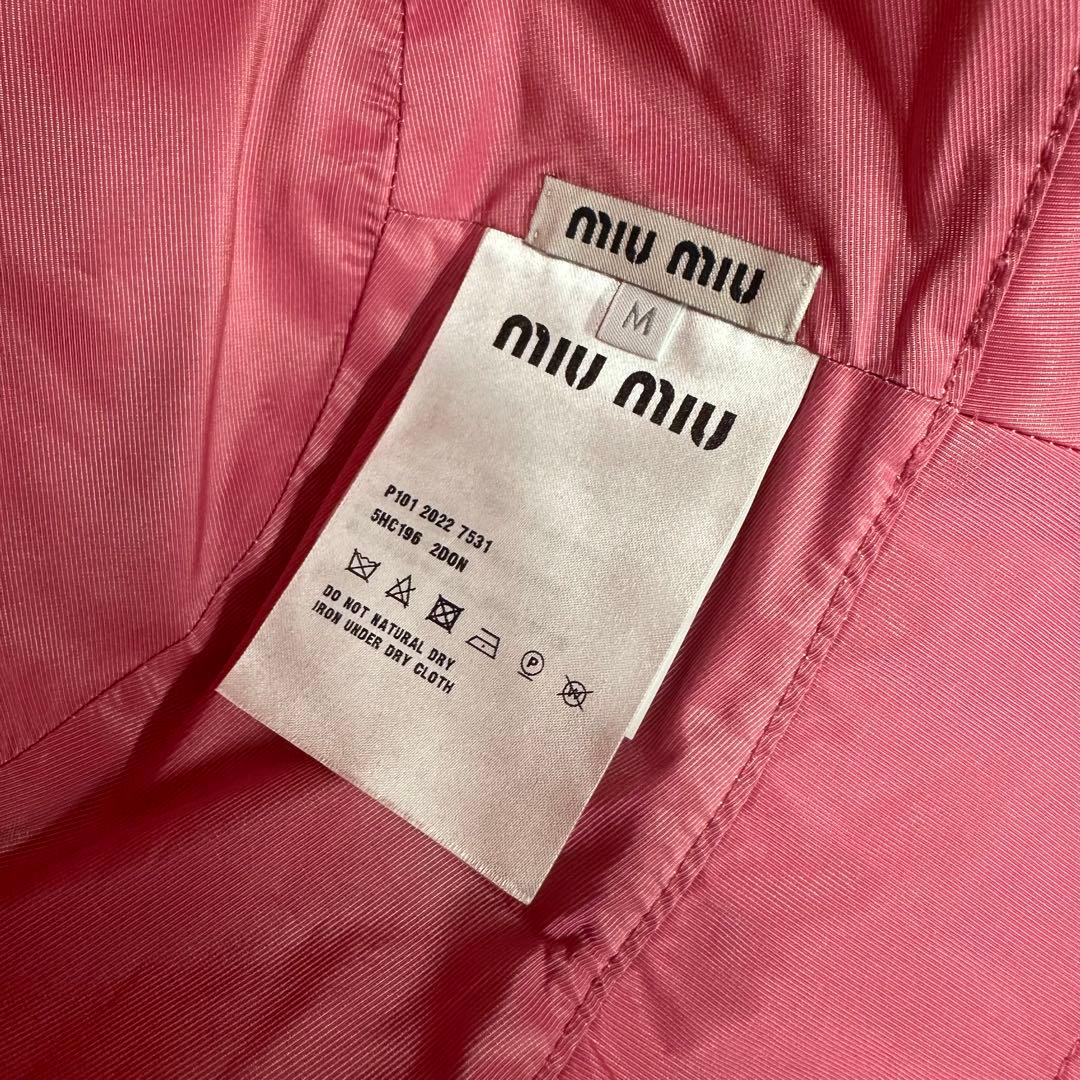 miu miu
M
miu miu
P101 2022 7531
5HC196 2DON
P
W
DO NOT NATURAL DRY
IRON UNDER DRY CLOTH